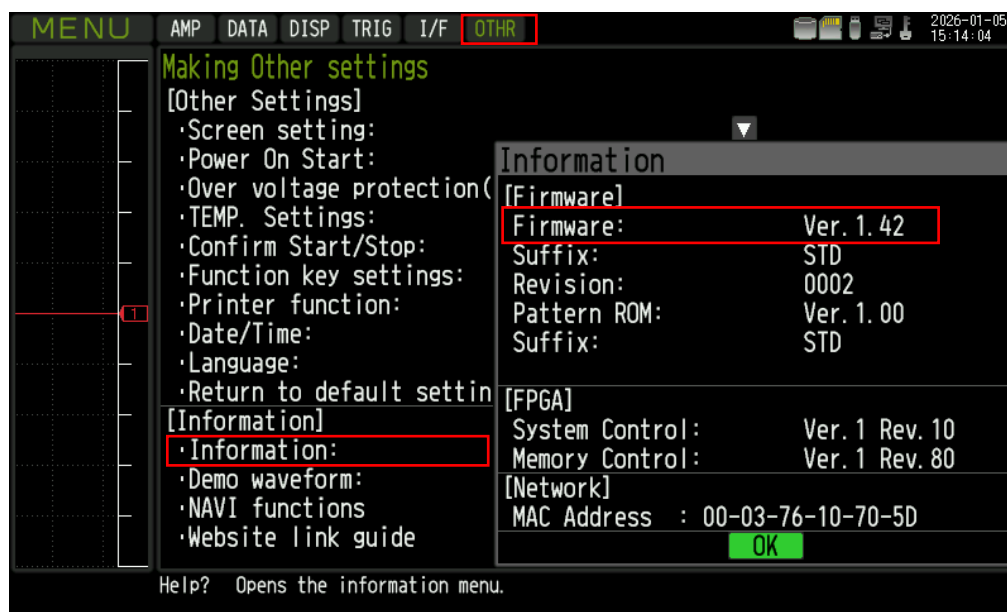 MENU AMP DATA DISP TRIG I/F OTHR 2026-01-05
15:14:04
Making Other settings
[Other Settings]
·Screen setting:
·Power On Start:
·Over voltage protection(
·TEMP. Settings:
·Confirm Start/Stop:
·Function key settings:
·Printer function:
·Date/Time:
·Language:
·Return to default settin
[Information]
·Information:
·Demo waveform:
·NAVI functions
·Website link guide
1
Information
[Firmware]
Firmware: Ver.1.42
Suffix: STD
Revision: 0002
Pattern ROM: Ver.1.00
Suffix: STD
[FPGA]
System Control: Ver.1 Rev.10
Memory Control: Ver.1 Rev.80
[Network]
MAC Address : 00-03-76-10-70-5D
OK
Help? Opens the information menu.